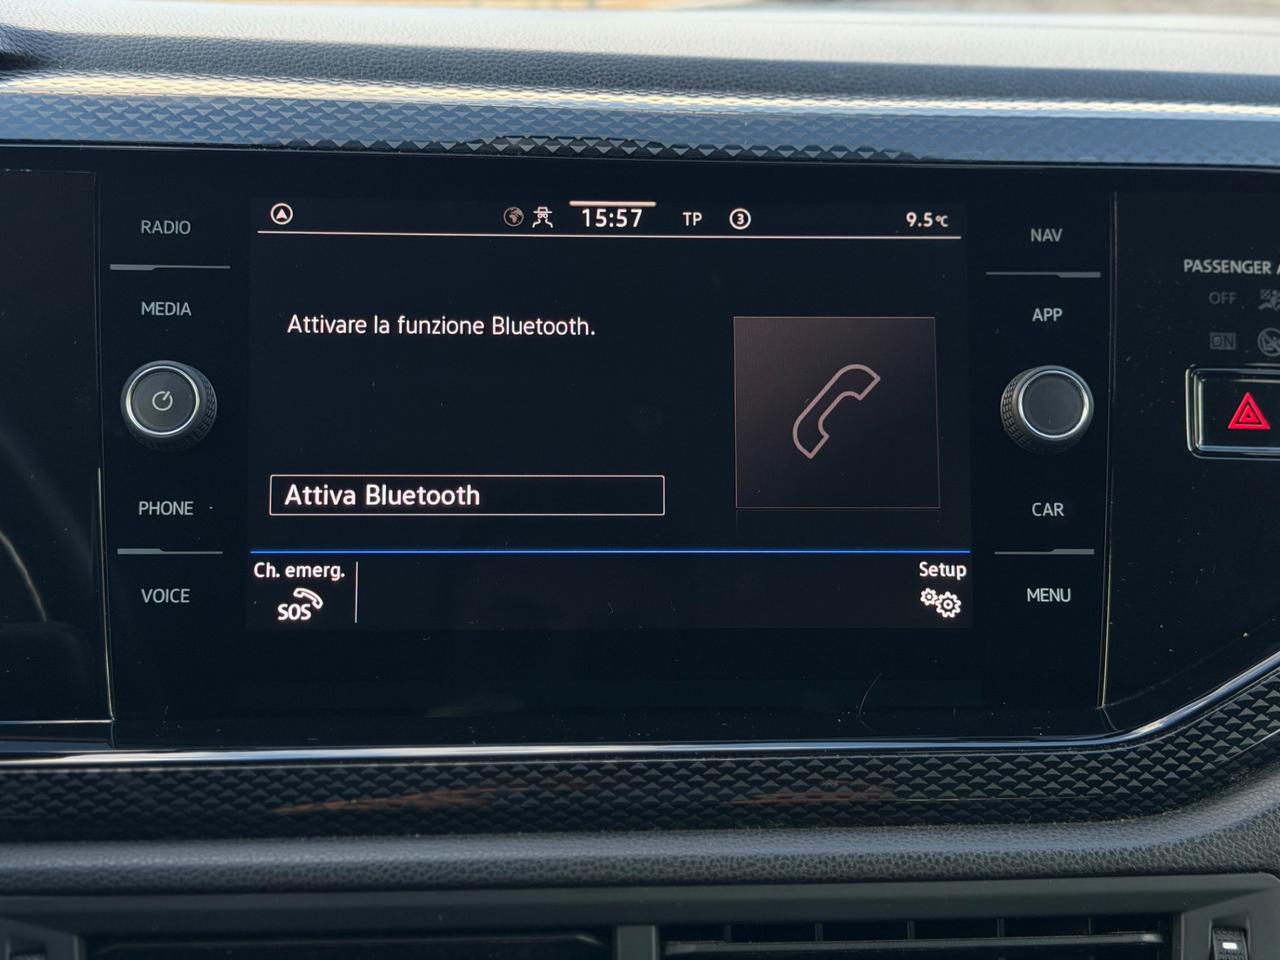 RADIO
MEDIA
PHONE
VOICE
15:57
TP
3
9.5°C
Attivare la funzione Bluetooth.
Attiva Bluetooth
Ch. emerg.
SOS
Setup
NAV
APP
CAR
MENU
PASSENGER
OFF
ON